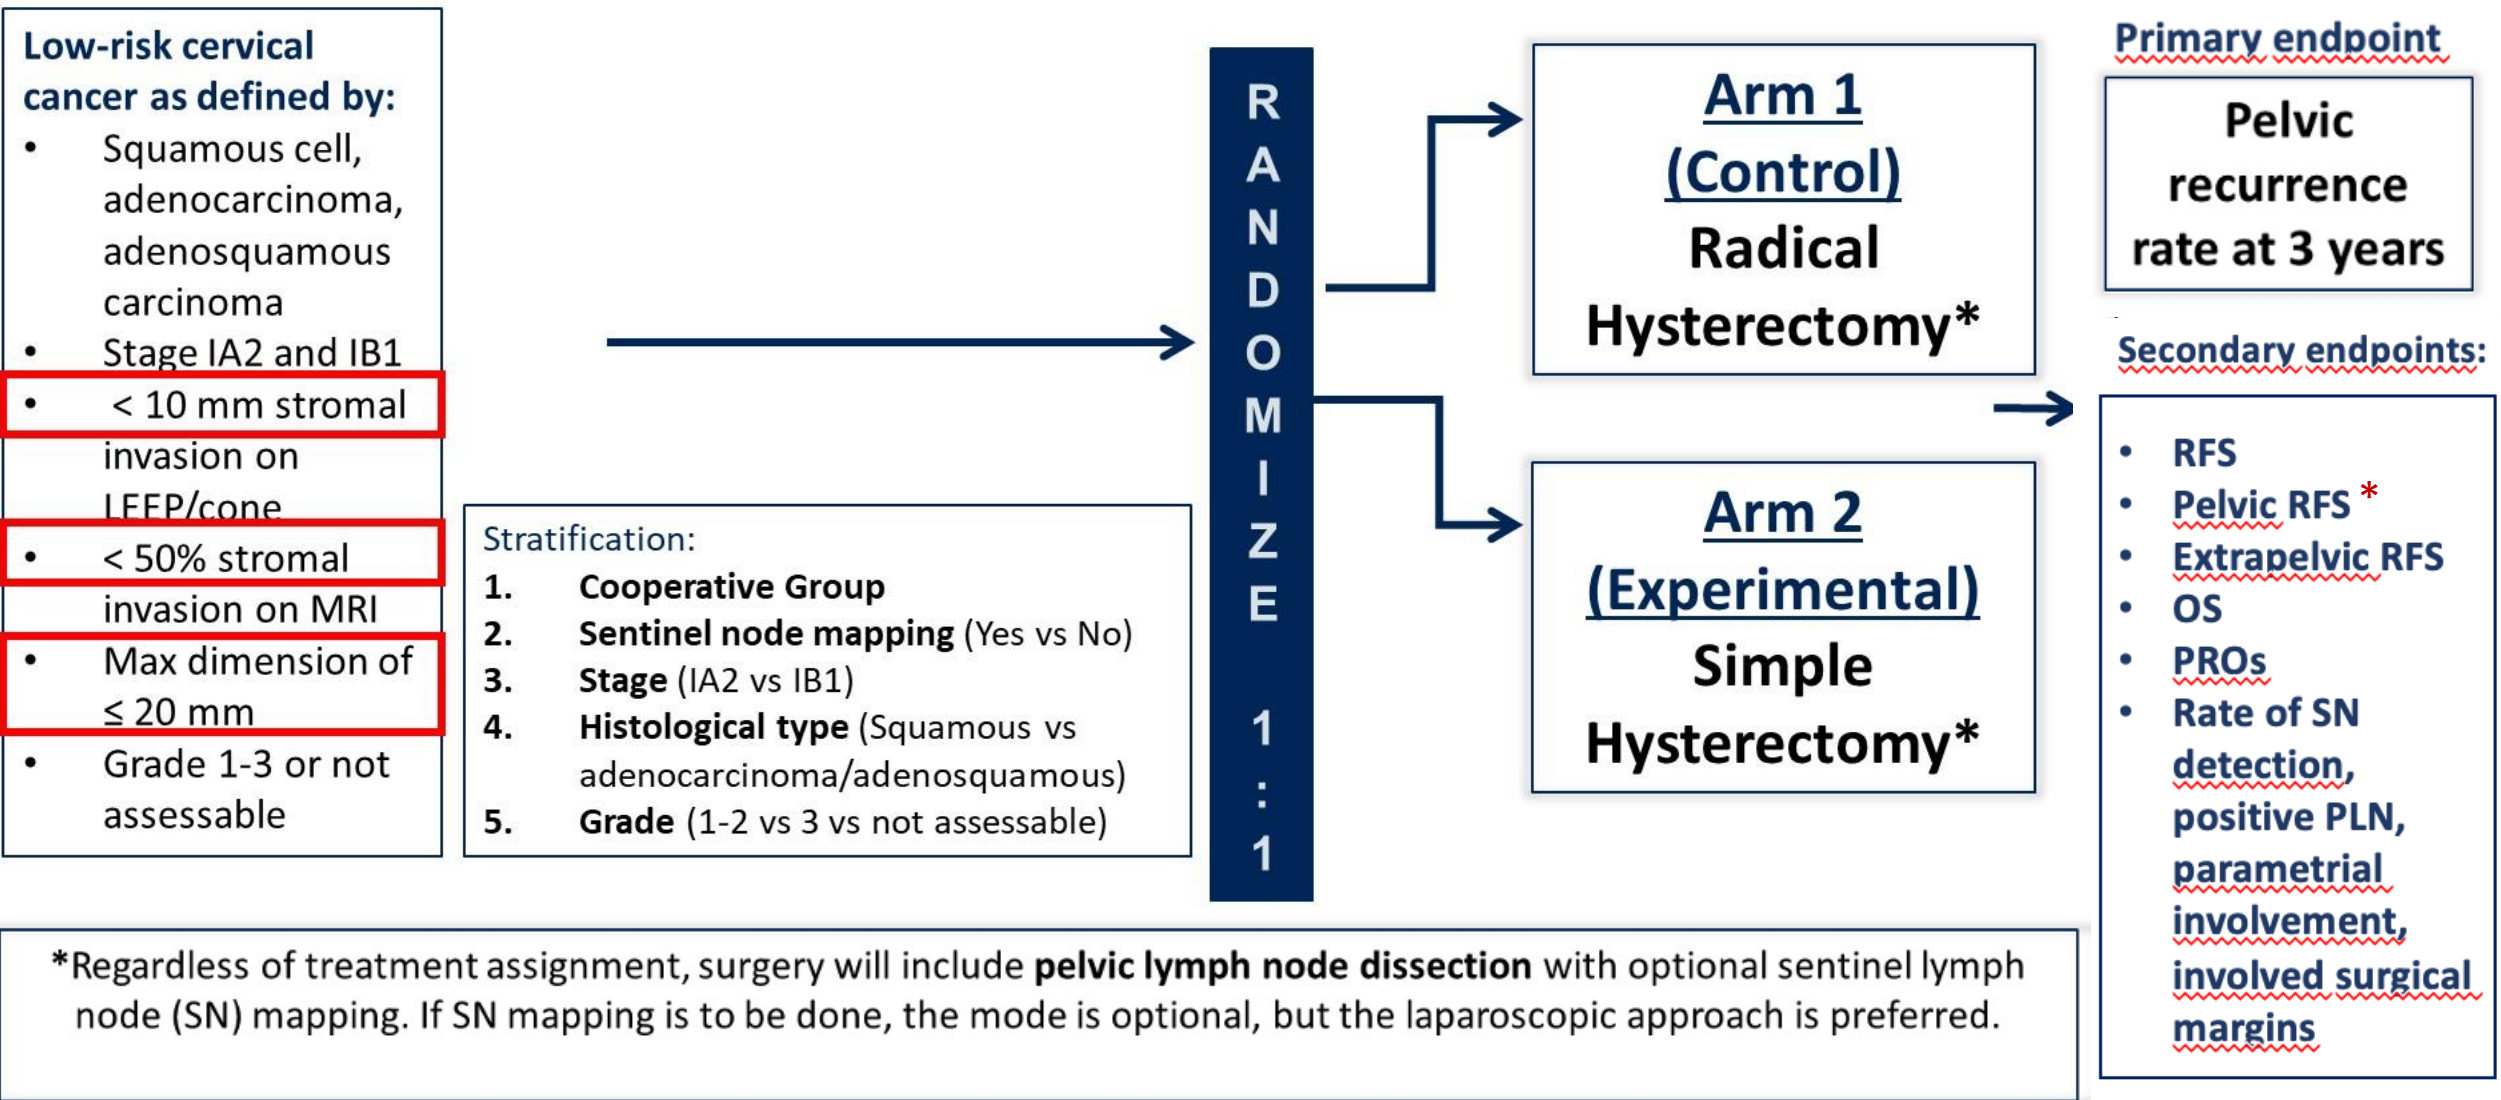 Low-risk cervical
cancer as defined by:
• Squamous cell,
adenocarcinoma,
adenosquamous
carcinoma
• Stage IA2 and IB1
• < 10 mm stromal
invasion on
LEEP/cone
• < 50% stromal
invasion on MRI
• Max dimension of
≤ 20 mm
• Grade 1-3 or not
assessable
Stratification:
1. Cooperative Group
2. Sentinel node mapping (Yes vs No)
3. Stage (IA2 vs IB1)
4. Histological type (Squamous vs
adenocarcinoma/adenosquamous)
5. Grade (1-2 vs 3 vs not assessable)
R
A
N
D
O
M
I
Z
E
1
:
1
Arm 1
(Control)
Radical
Hysterectomy*
Arm 2
(Experimental)
Simple
Hysterectomy*
Primary endpoint
Pelvic
recurrence
rate at 3 years
Secondary endpoints:
• RFS
• Pelvic RFS *
• Extrapelvic RFS
• OS
• PROs
• Rate of SN
detection,
positive PLN,
parametrial
involvement,
involved surgical
margins
*Regardless of treatment assignment, surgery will include pelvic lymph node dissection with optional sentinel lymph
node (SN) mapping. If SN mapping is to be done, the mode is optional, but the laparoscopic approach is preferred.